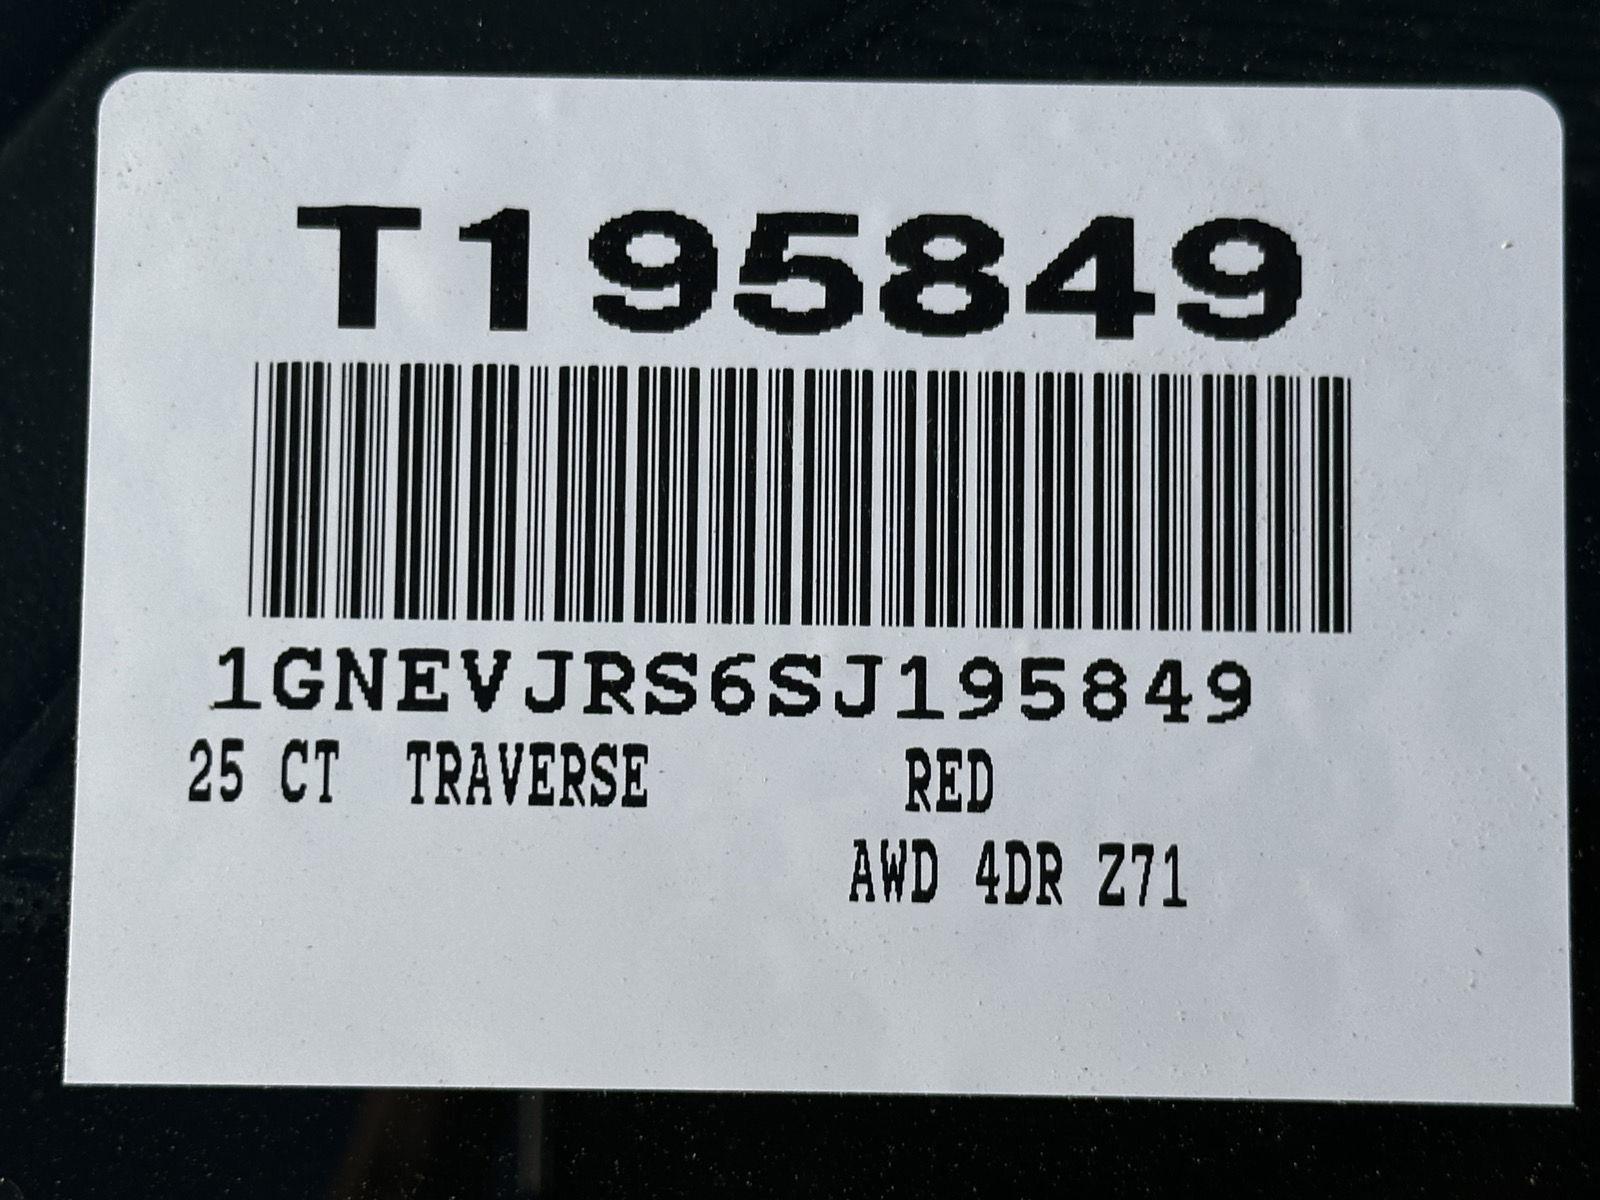 T195849
1GNEVJRS6SJ195849
25 CT TRAVERSE RED
AWD 4DR Z71